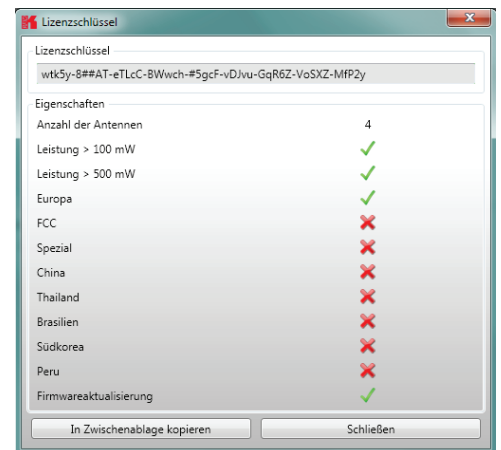 Lizenzschlüssel
Lizenzschlüssel
wtk5y-8##AT-eTLcC-BWwch-#5gcF-vDJvu-GqR6Z-VoSXZ-MfP2y
Eigenschaften
Anzahl der Antennen 4
Leistung > 100 mW
Leistung > 500 mW
Europa
FCC
Spezial
China
Thailand
Brasilien
Südkorea
Peru
Firmwareaktualisierung
In Zwischenablage kopieren Schließen